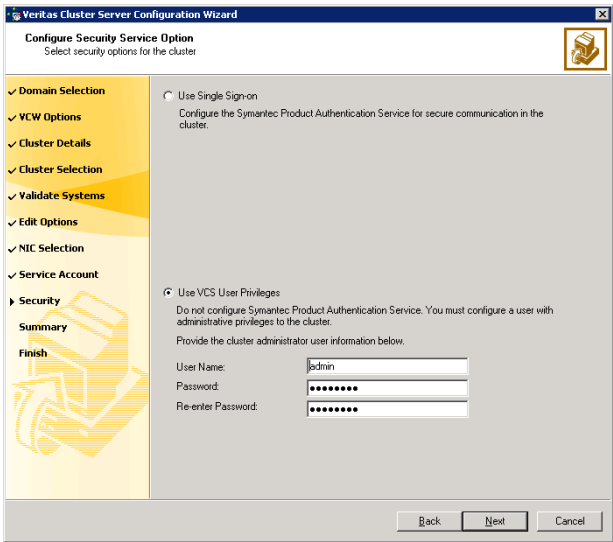 Veritas Cluster Server Configuration Wizard
Configure Security Service Option
Select security options for the cluster
Domain Selection
VCW Options
Cluster Details
Cluster Selection
Validate Systems
Edit Options
NIC Selection
Service Account
Security
Summary
Finish
Use Single Sign-on
Configure the Symantec Product Authentication Service for secure communication in the
cluster.
Use VCS User Privileges
Do not configure Symantec Product Authentication Service. You must configure a user with
administrative privileges to the cluster.
Provide the cluster administrator user information below.
User Name: admin
Password: ●●●●●●●●
Re-enter Password: ●●●●●●●●
Back Next Cancel